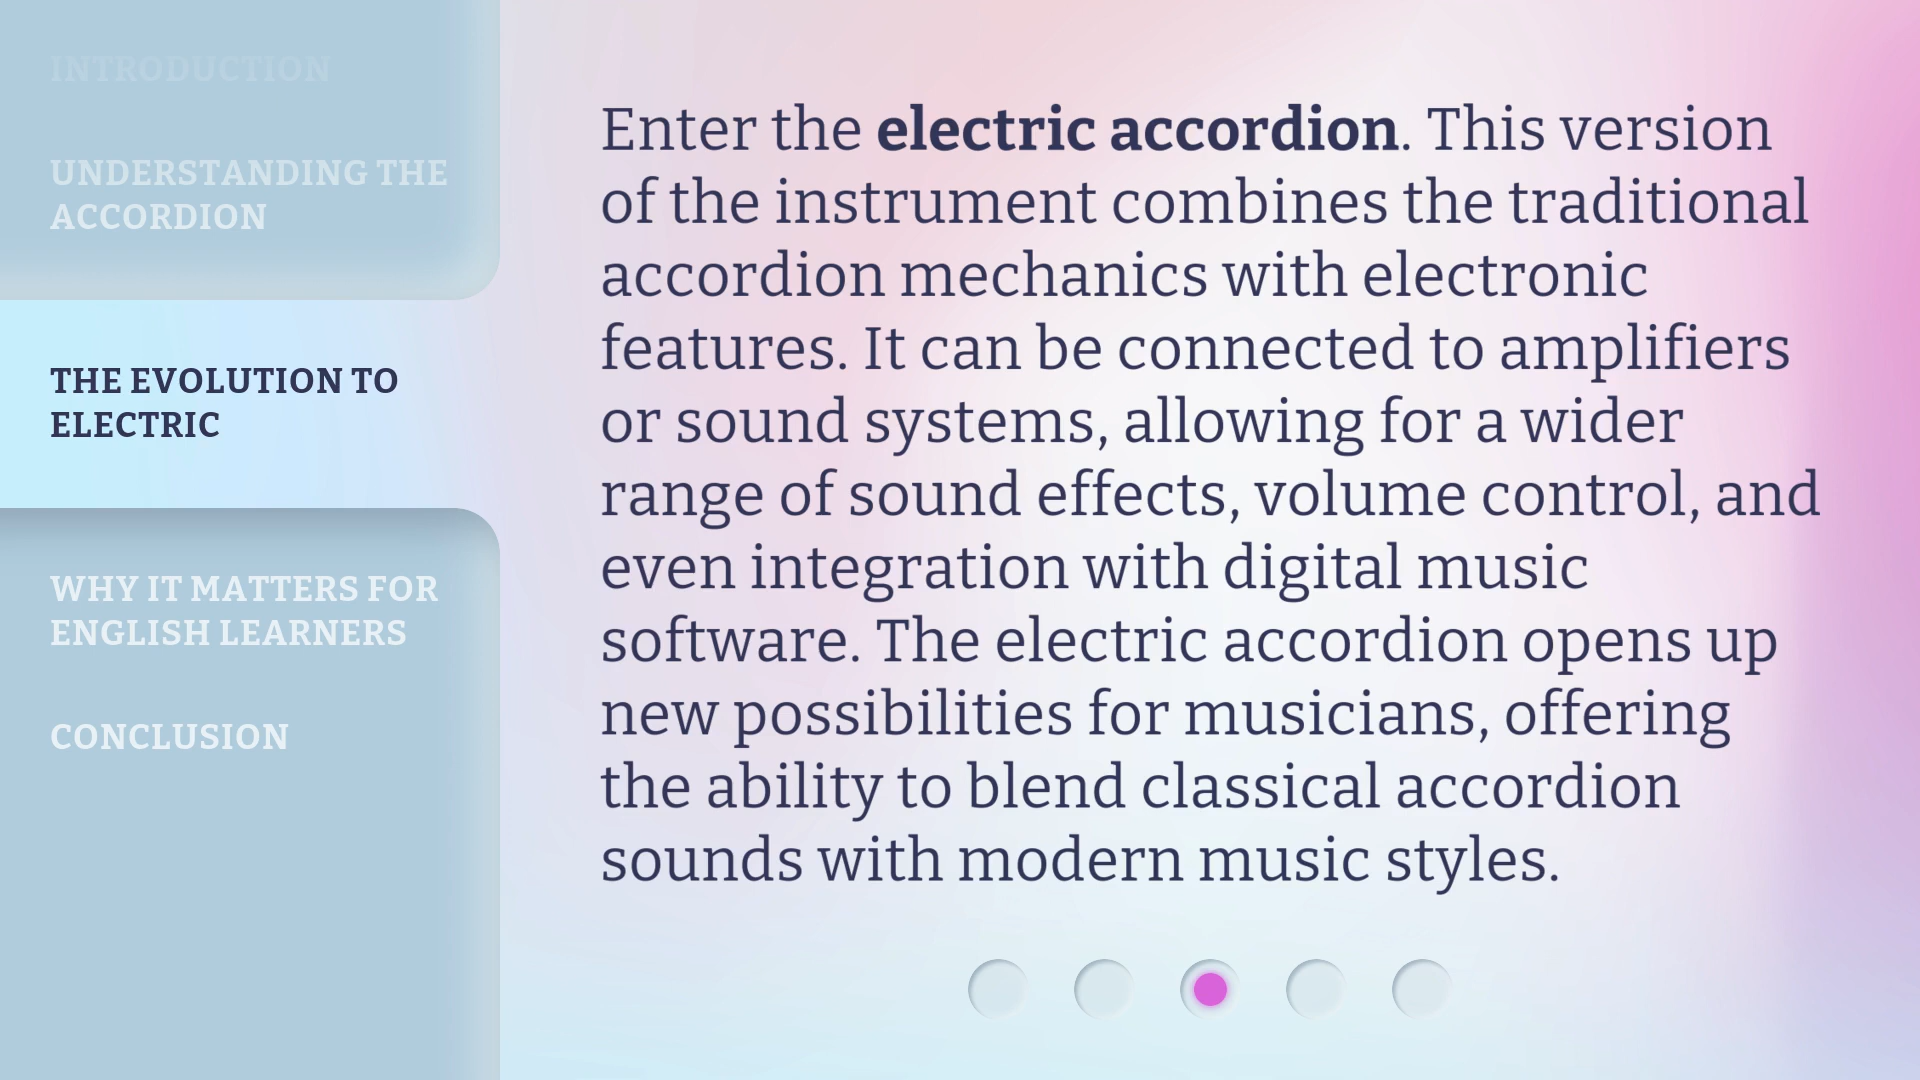 INTRODUCTION
UNDERSTANDING THE
ACCORDION
THE EVOLUTION TO
ELECTRIC
WHY IT MATTERS FOR
ENGLISH LEARNERS
CONCLUSION
Enter the electric accordion. This version
of the instrument combines the traditional
accordion mechanics with electronic
features. It can be connected to amplifiers
or sound systems, allowing for a wider
range of sound effects, volume control, and
even integration with digital music
software. The electric accordion opens up
new possibilities for musicians, offering
the ability to blend classical accordion
sounds with modern music styles.